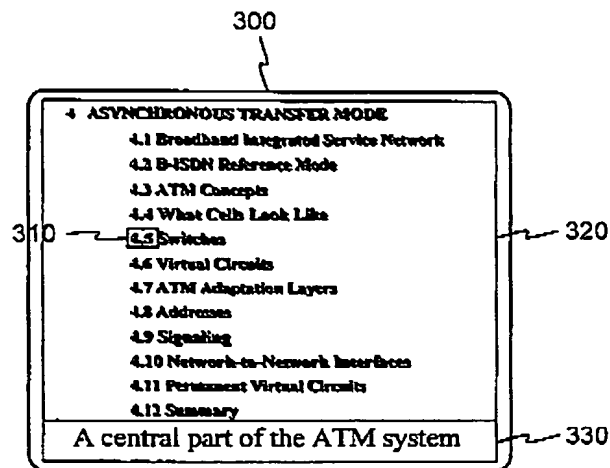 300
4 ASYNCHRONOUS TRANSFER MODE
4.1 Broadband Integrated Service Network
4.2 B-ISDN Reference Mode
4.3 ATM Concepts
4.4 What Cells Look Like
310 4.5 Switches 320
4.6 Virtual Circuits
4.7 ATM Adaptation Layers
4.8 Addresses
4.9 Signaling
4.10 Network-to-Network Interfaces
4.11 Permanent Virtual Circuits
4.12 Summary
A central part of the ATM system 330